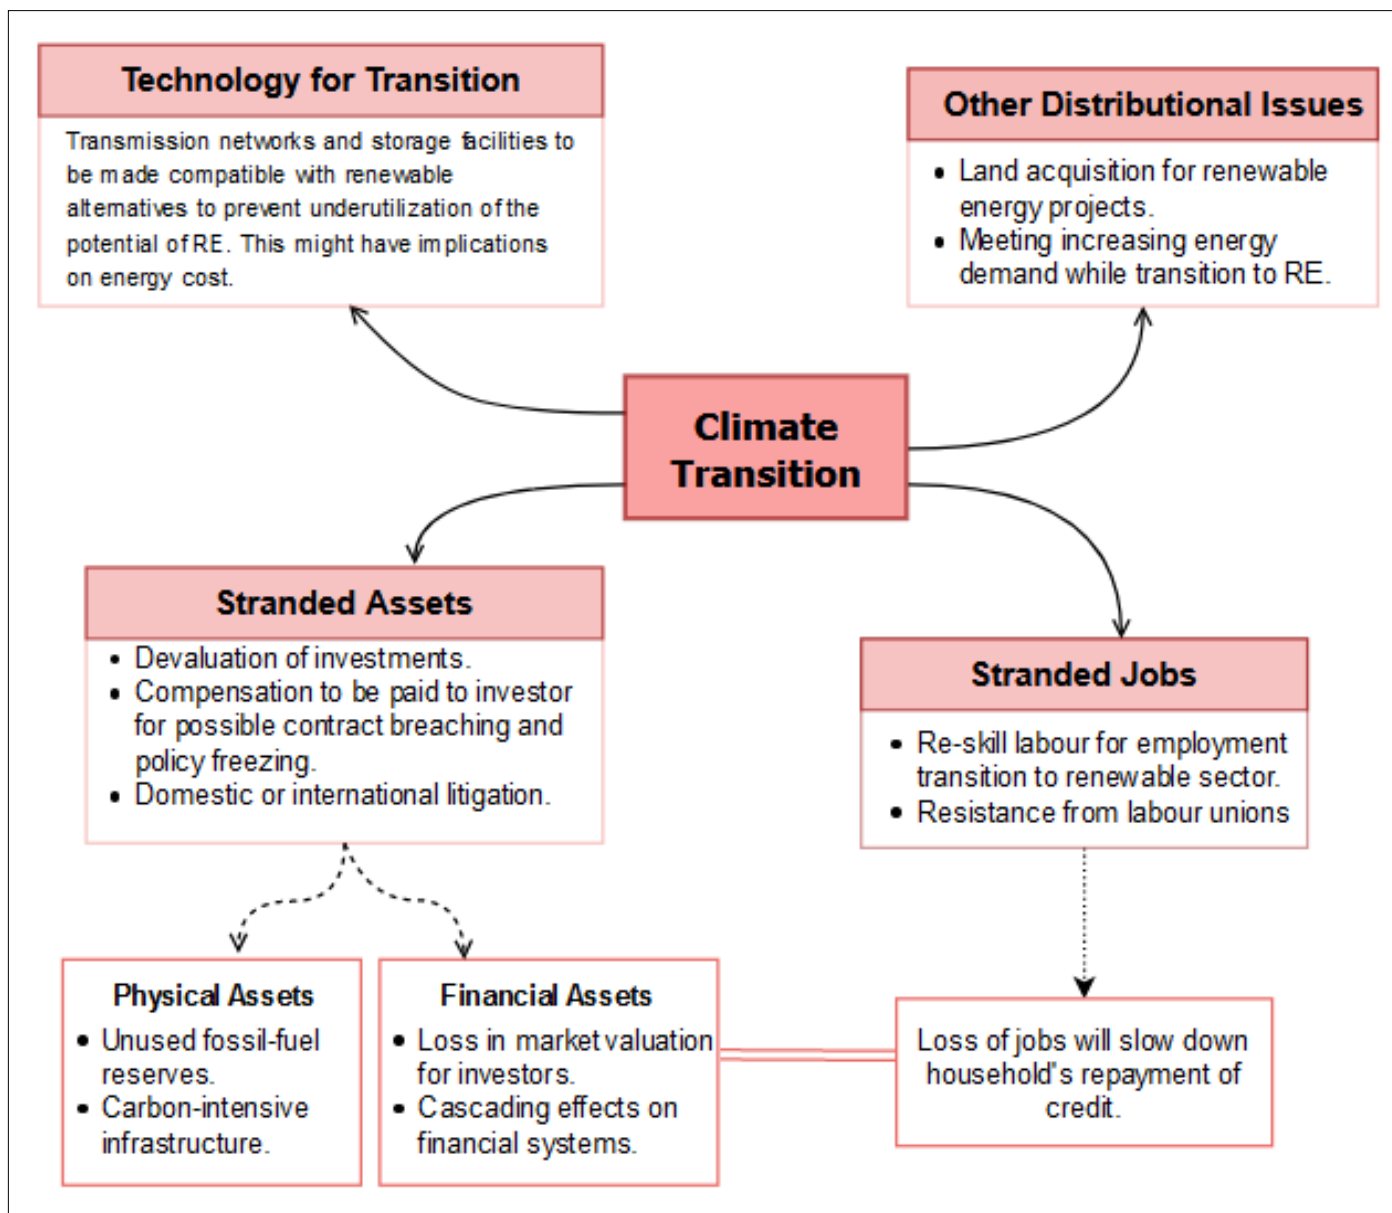 Technology for Transition
Transmission networks and storage facilities to
be made compatible with renewable
alternatives to prevent underutilization of the
potential of RE. This might have implications
on energy cost.
Other Distributional Issues
• Land acquisition for renewable
energy projects.
• Meeting increasing energy
demand while transition to RE.
Climate
Transition
Stranded Assets
• Devaluation of investments.
• Compensation to be paid to investor
for possible contract breaching and
policy freezing.
• Domestic or international litigation.
Stranded Jobs
• Re-skill labour for employment
transition to renewable sector.
• Resistance from labour unions
Physical Assets
• Unused fossil-fuel
reserves.
• Carbon-intensive
infrastructure.
Financial Assets
• Loss in market valuation
for investors.
• Cascading effects on
financial systems.
Loss of jobs will slow down
household's repayment of
credit.